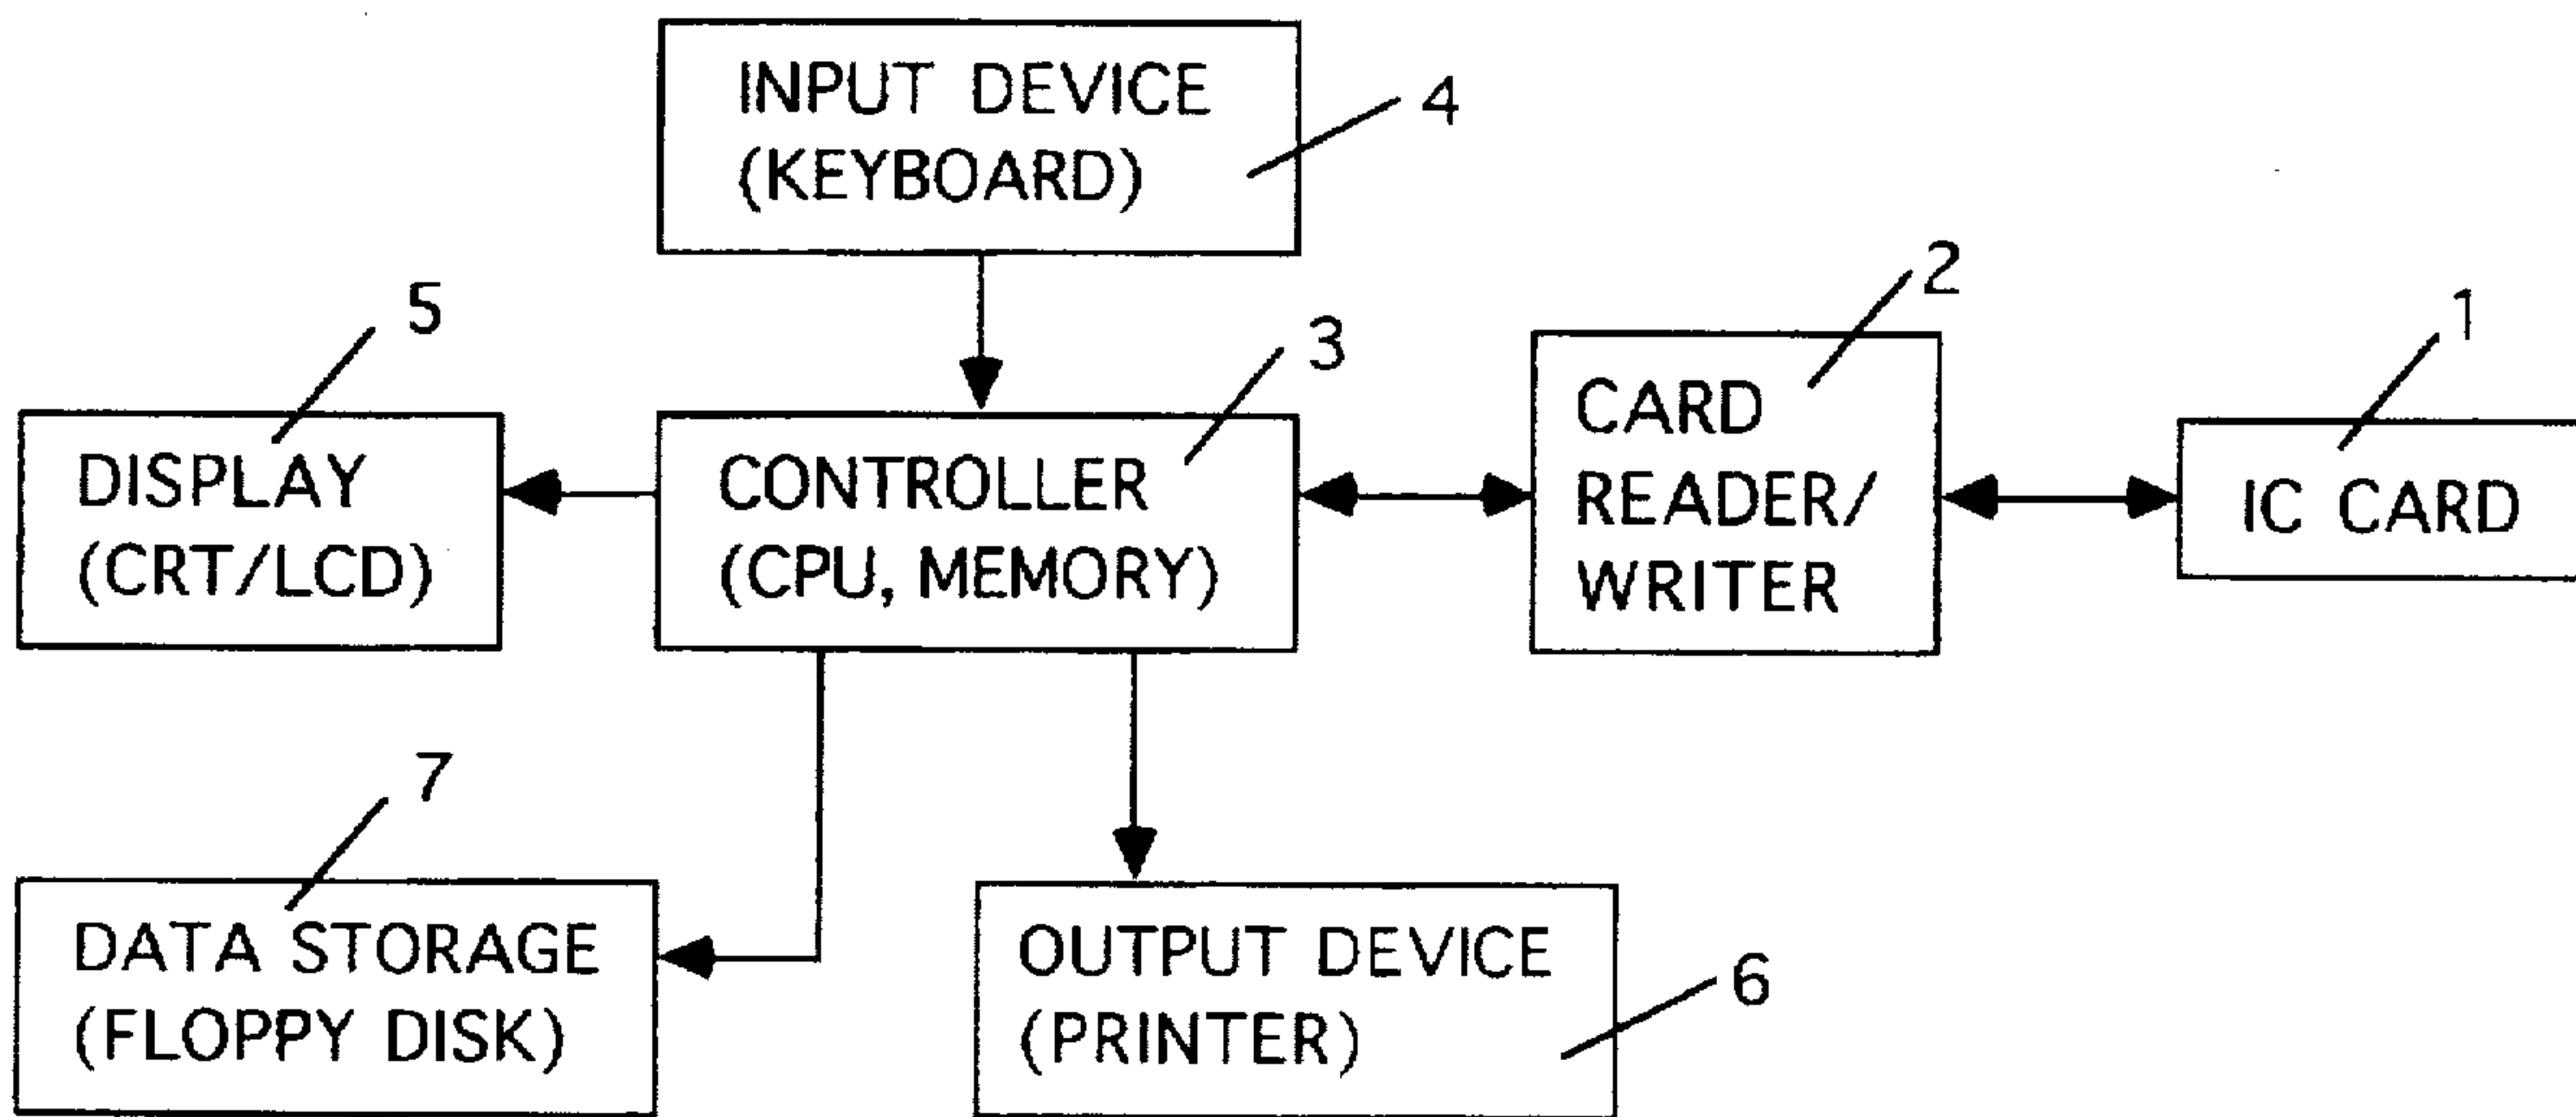 INPUT DEVICE
(KEYBOARD)
4
5
DISPLAY
(CRT/LCD)
3
CONTROLLER
(CPU, MEMORY)
2
CARD
READER/
WRITER
1
IC CARD
7
DATA STORAGE
(FLOPPY DISK)
OUTPUT DEVICE
(PRINTER)
6